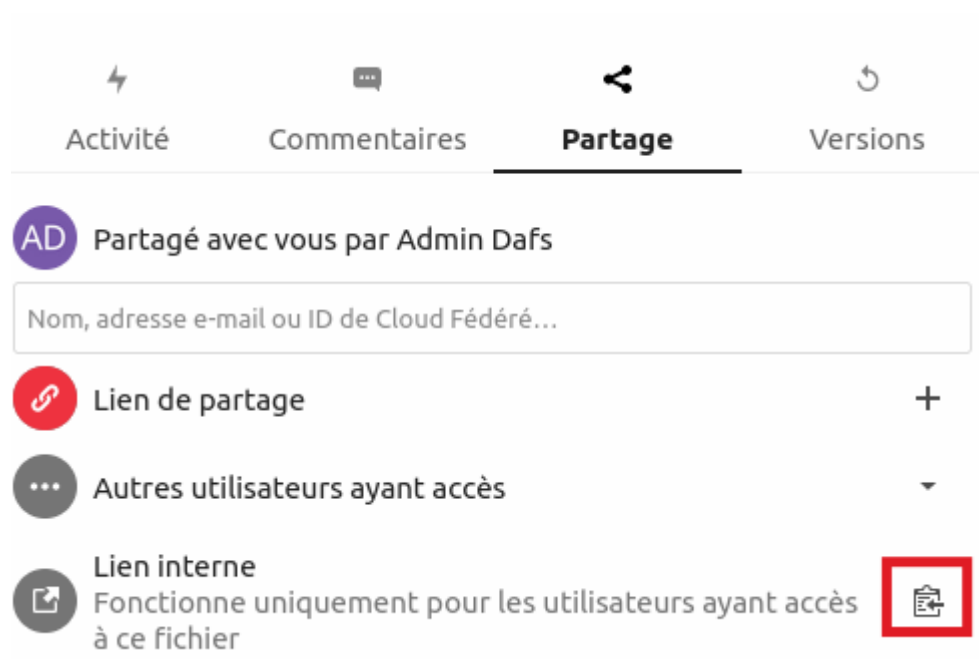 Activité Commentaires Partage Versions
AD Partagé avec vous par Admin Dafs
Nom, adresse e-mail ou ID de Cloud Fédéré…
Lien de partage
Autres utilisateurs ayant accès
Lien interne
Fonctionne uniquement pour les utilisateurs ayant accès
à ce fichier